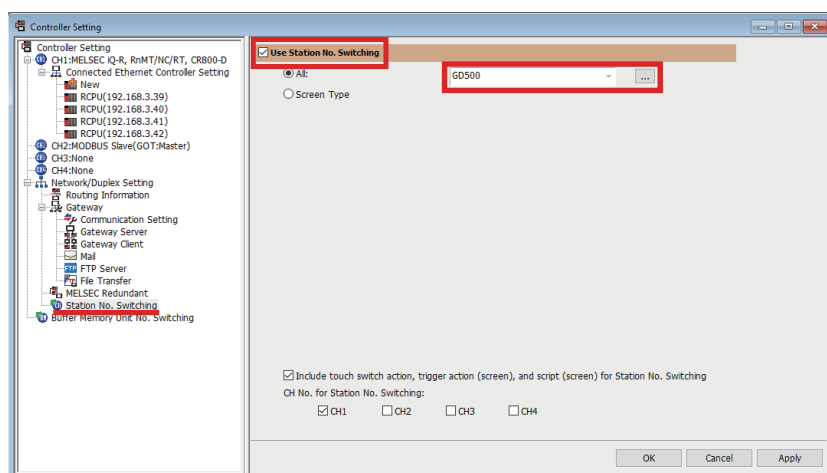 Controller Setting
Controller Setting
CH1:MELSEC iQ-R, RnMT/NC/RT, CR800-D
Connected Ethernet Controller Setting
New
RCPU(192.168.3.39)
RCPU(192.168.3.40)
RCPU(192.168.3.41)
RCPU(192.168.3.42)
CH2:MODBUS Slave(GOT:Master)
CH3:None
CH4:None
Network/Duplex Setting
Routing Information
Gateway
Communication Setting
Gateway Server
Gateway Client
Mail
FTP Server
File Transfer
MELSEC Redundant
Station No. Switching
Buffer Memory Unit No. Switching
Use Station No. Switching
All:
GD500
...
Screen Type
Include touch switch action, trigger action (screen), and script (screen) for Station No. Switching
CH No. for Station No. Switching:
CH1 CH2 CH3 CH4
OK Cancel Apply